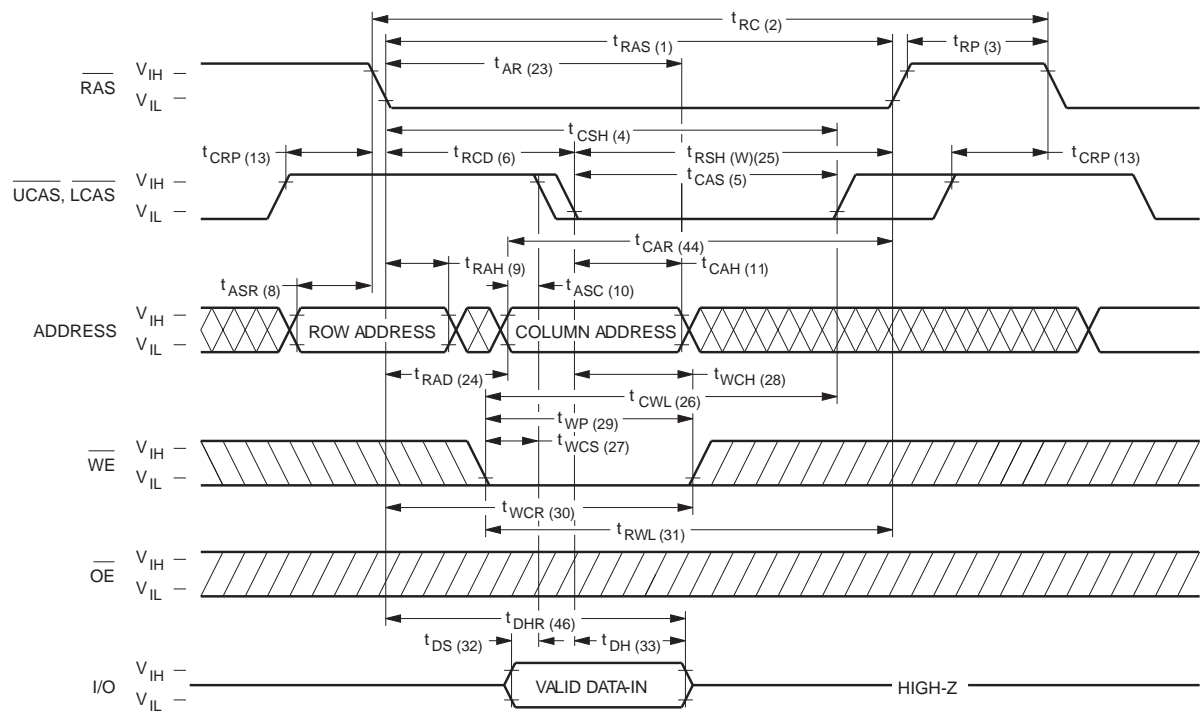 tRC (2)
tRAS (1)
tRP (3)
tAR (23)
RAS
VIH
VIL
tCSH (4)
tCRP (13)
tRCD (6)
tRSH (W)(25)
tCRP (13)
tCAS (5)
UCAS, LCAS
VIH
VIL
tCAR (44)
tRAH (9)
tCAH (11)
tASR (8)
tASC (10)
ADDRESS
VIH
VIL
ROW ADDRESS
COLUMN ADDRESS
tRAD (24)
tWCH (28)
tCWL (26)
tWP (29)
tWCS (27)
WE
VIH
VIL
tWCR (30)
tRWL (31)
OE
VIH
VIL
tDHR (46)
tDS (32)
tDH (33)
I/O
VIH
VIL
VALID DATA-IN
HIGH-Z